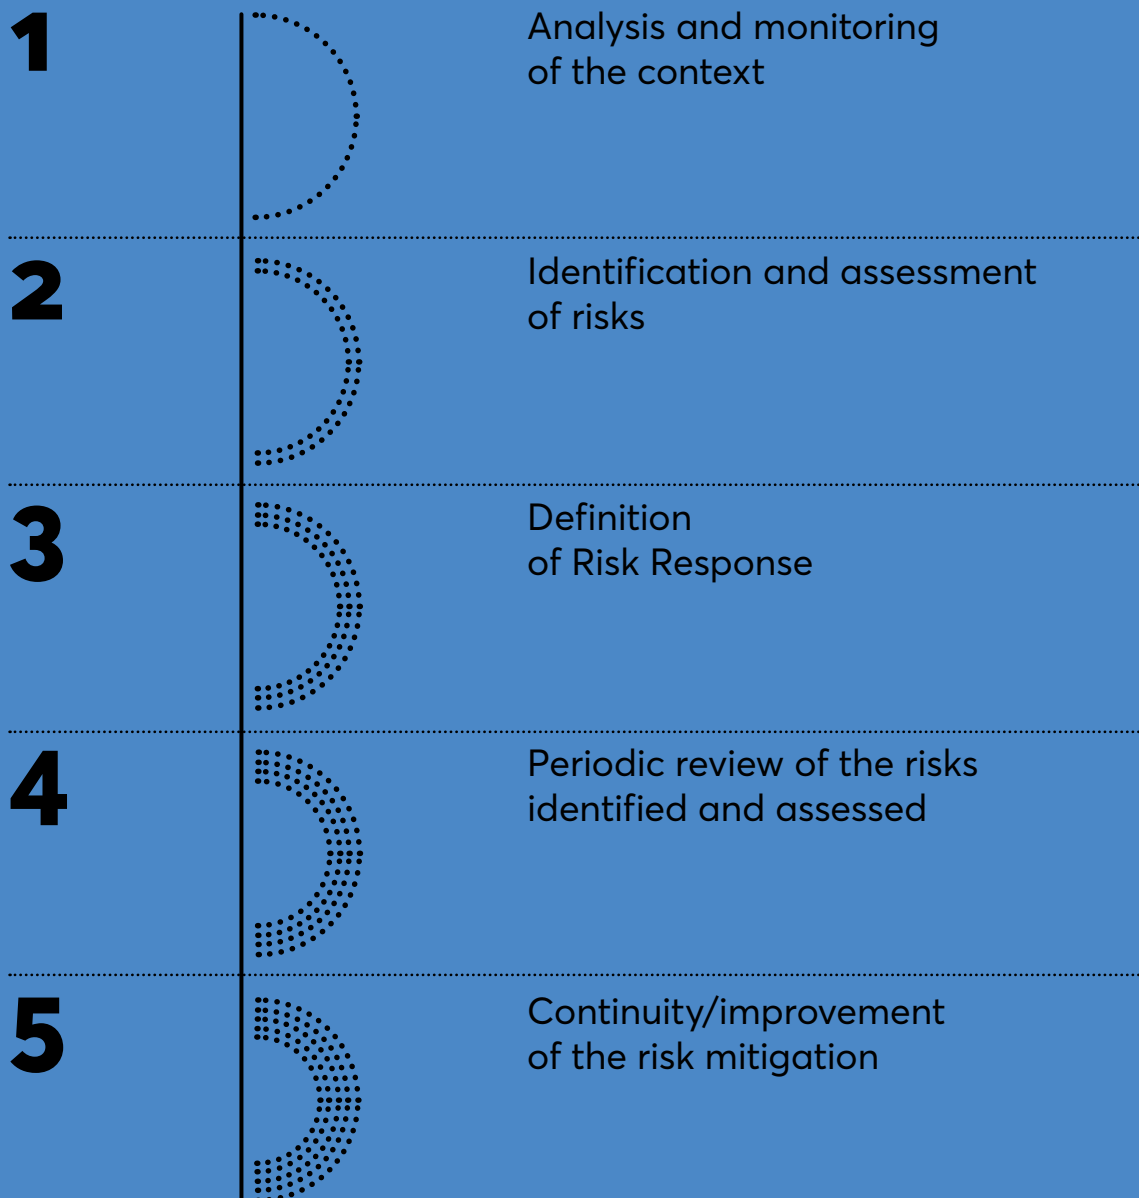 1
Analysis and monitoring
of the context
2
Identification and assessment
of risks
3
Definition
of Risk Response
4
Periodic review of the risks
identified and assessed
5
Continuity/improvement
of the risk mitigation